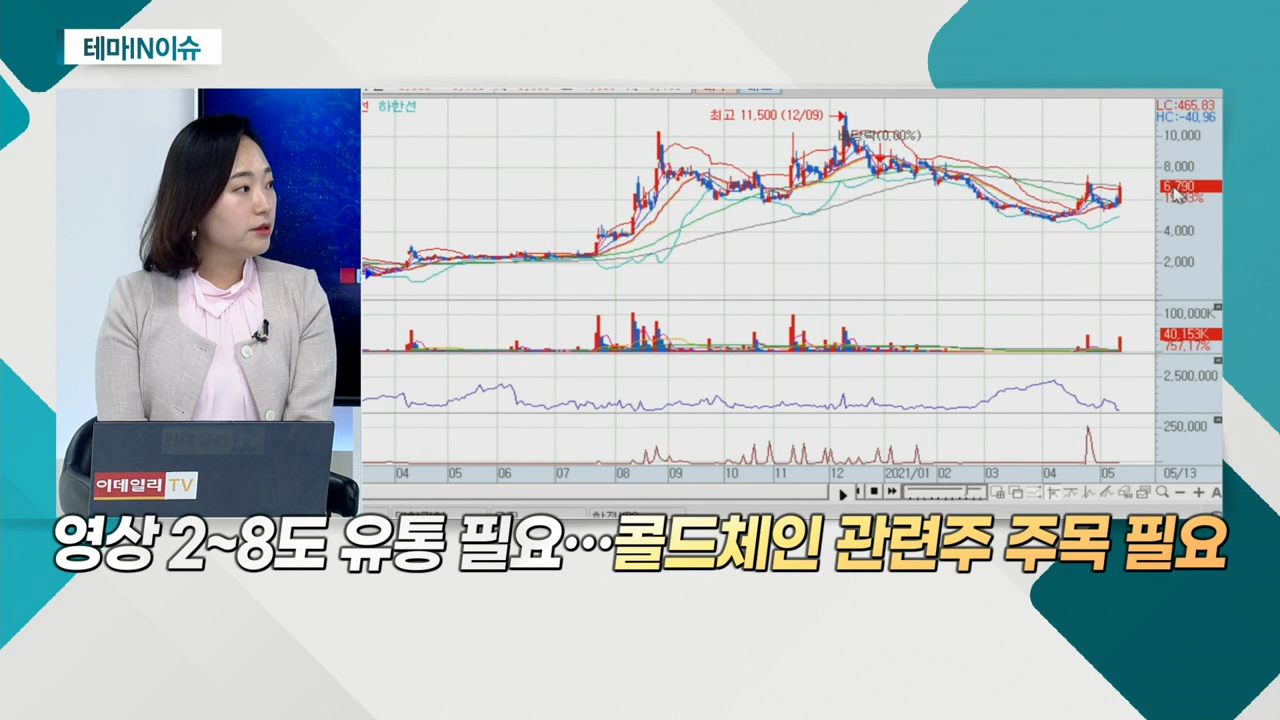 테마IN이슈
하한선
최고 11,500 (12/09)
LC:465,83
HC:-40,96
10,000
8,000
6,790
4,000
2,000
100,000K
40,153K
757,17%
2,500,000
250,000
04 05 06 07 08 09 10 11 12 2021/01 02 03 04 05 05/13
이데일리 TV
영상 2~8도 유통 필요…콜드체인 관련주 주목 필요